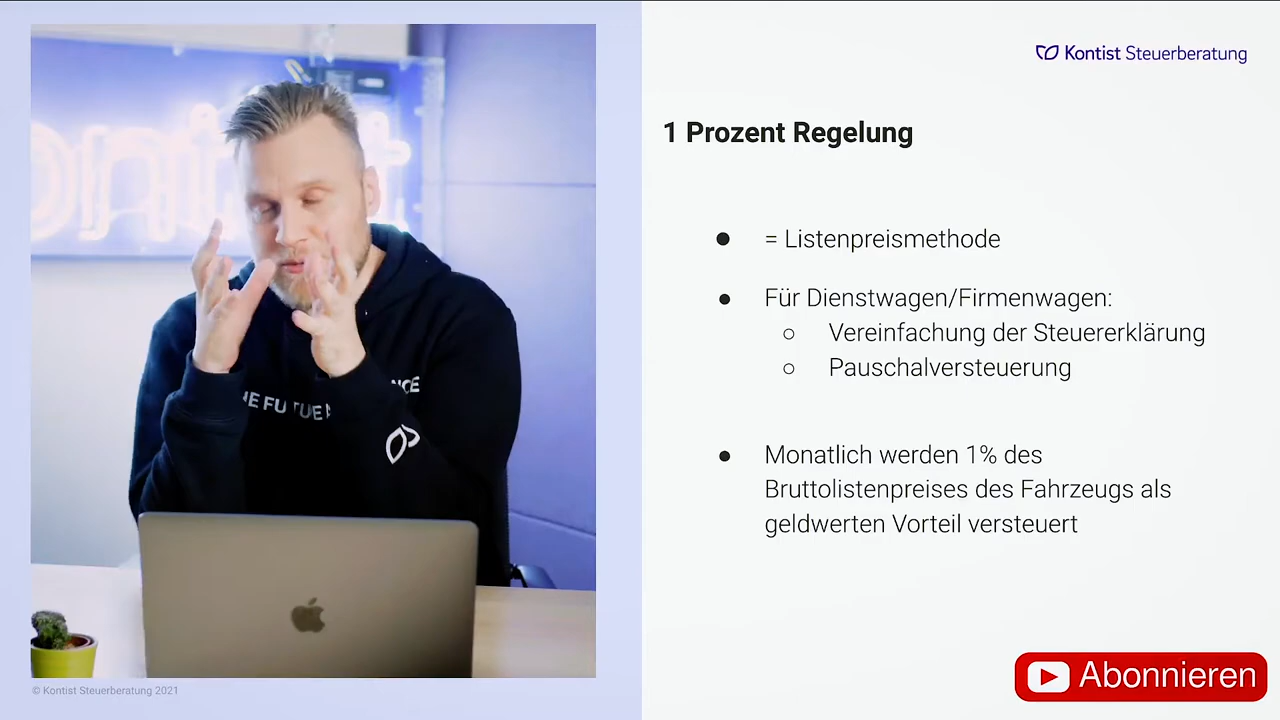 Kontist Steuerberatung
1 Prozent Regelung
= Listenpreismethode
Für Dienstwagen/Firmenwagen:
Vereinfachung der Steuererklärung
Pauschalversteuerung
Monatlich werden 1% des
Bruttolistenpreises des Fahrzeugs als
geldwerten Vorteil versteuert
© Kontist Steuerberatung 2021
Abonnieren